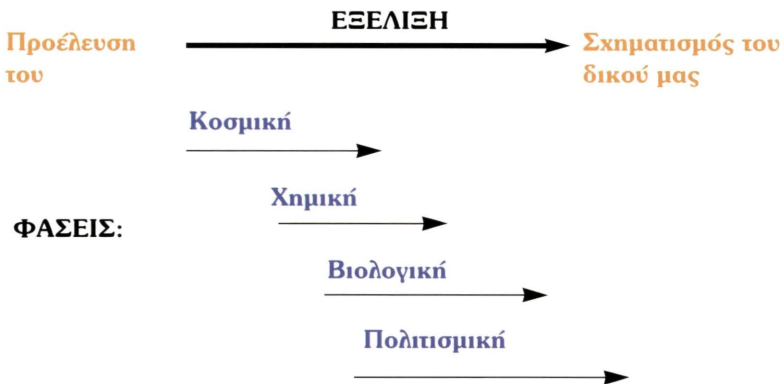 ΕΞΕΛΙΞΗ
Προέλευση
του
Σχηματισμός του
δικού μας
Κοσμική
Χημική
ΦΑΣΕΙΣ:
Βιολογική
Πολιτισμική